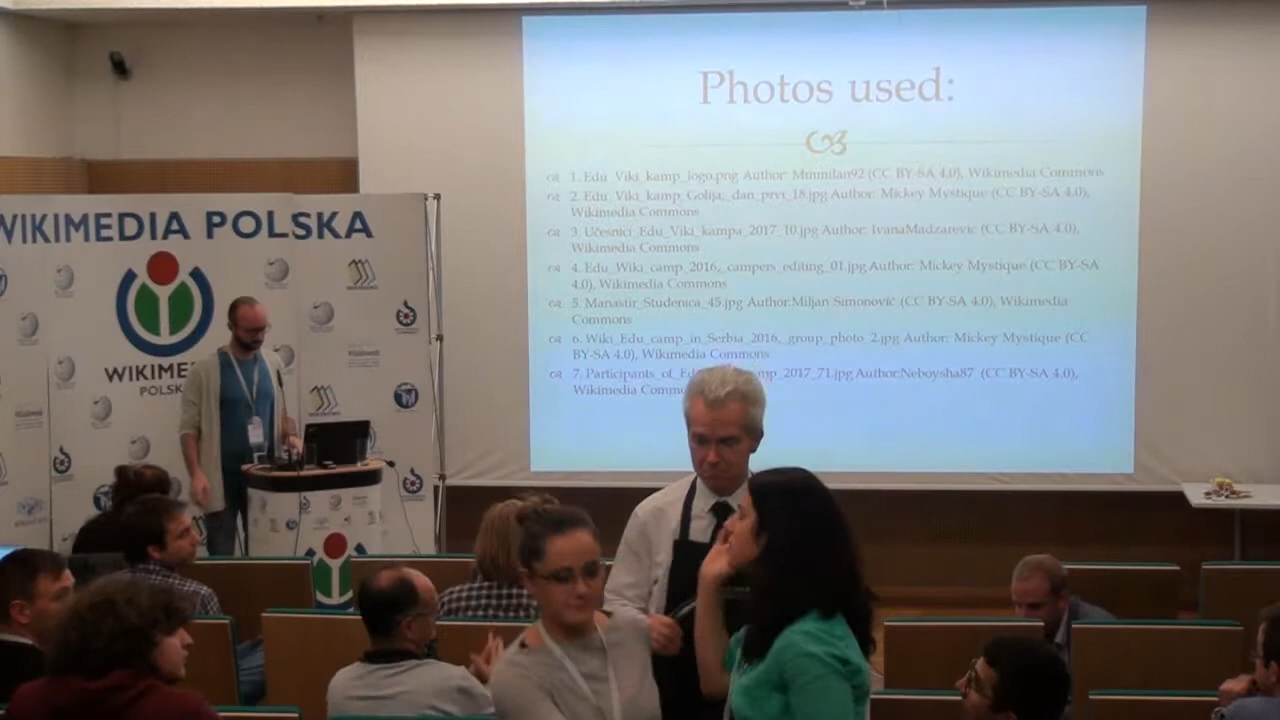 Photos used:
1. Edu_Viki_kamp_logo.png Author: Mmmilan92 (CC BY-SA 4.0), Wikimedia Commons
2. Edu_Viki_kamp_Golija,_dan_prvi_18.jpg Author: Mickey Mystique (CC BY-SA 4.0),
Wikimedia Commons
3. Učesnici_Edu_Viki_kampa_2017_10.jpg Author: IvanaMadzarevic (CC BY-SA 4.0),
Wikimedia Commons
4. Edu_Wiki_camp_2016,_campers_editing_01.jpg Author: Mickey Mystique (CC BY-SA
4.0), Wikimedia Commons
5. Manastir_Studenica_45.jpg Author:Miljan Simonović (CC BY-SA 4.0), Wikimedia
Commons
6. Wiki_Edu_camp_in_Serbia_2016,_group_photo_2.jpg Author: Mickey Mystique (CC
BY-SA 4.0), Wikimedia Commons
7. Participants_of_Ed mp_2017_71.jpg Author:Neboysha87 (CC BY-SA 4.0),
Wikimedia Comm
WIKIMEDIA POLSKA
WIKIME
POLSK